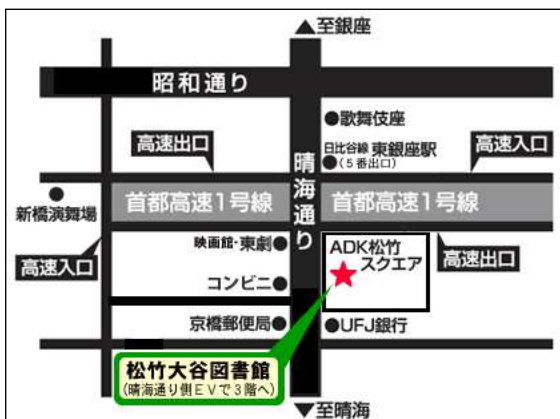 ▲至銀座
昭和通り
●歌舞伎座
日比谷線 東銀座駅
●(5番出口)
高速出口
高速入口
晴海通り
首都高速1号線
首都高速1号線
新橋演舞場
高速入口
映画館・東劇●
コンビニ●
京橋郵便局●
ADK松竹
スクエア
高速出口
●UFJ銀行
松竹大谷図書館
(晴海通り側EVで3階へ)
▼至晴海